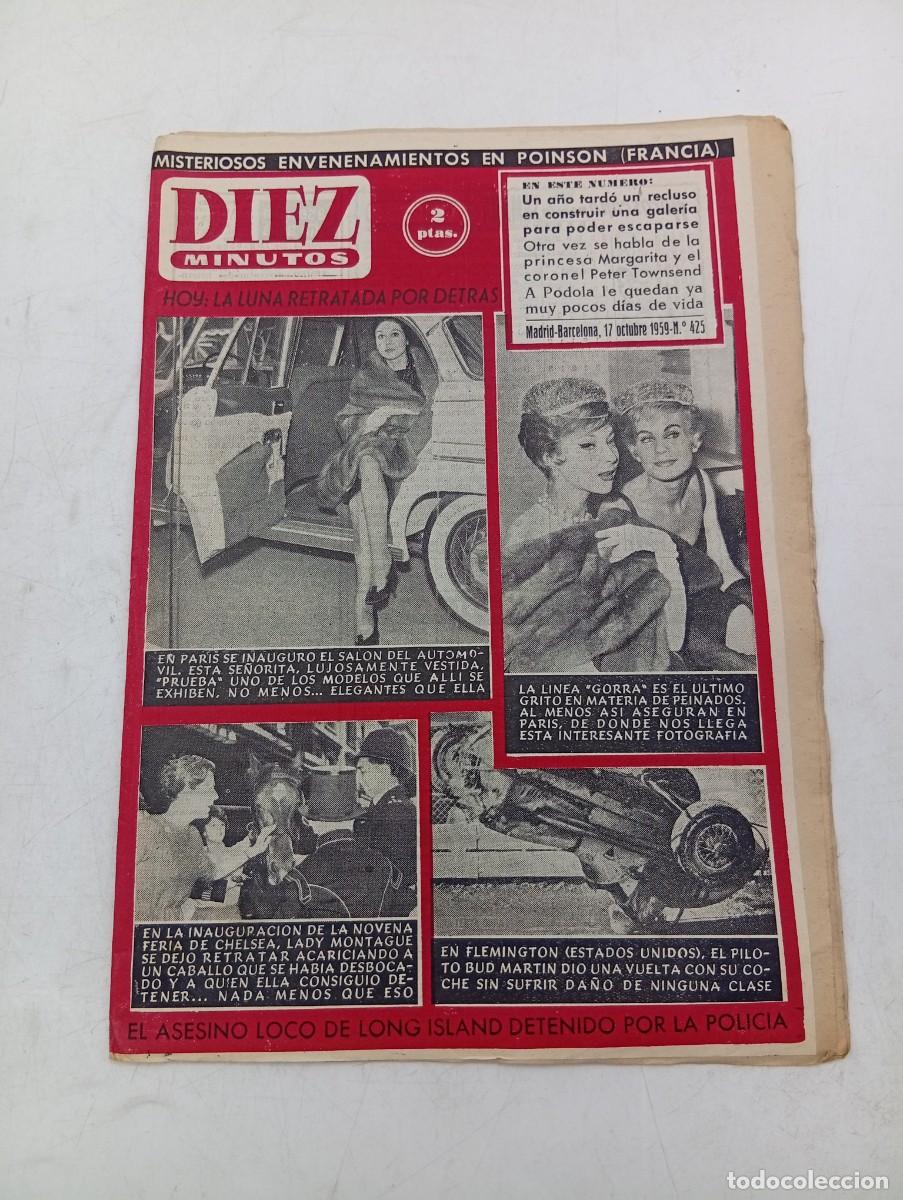 MISTERIOSOS ENVENENAMIENTOS EN POINSON (FRANCIA)
DIEZ
MINUTOS
2
ptas.
EN ESTE NUMERO:
Un año tardó un recluso
en construir una galería
para poder escaparse
Otra vez se habla de la
princesa Margarita y el
coronel Peter Townsend
A Podola le quedan ya
muy pocos días de vida
Madrid-Barcelona, 17 octubre 1959-N.º 425
HOY: LA LUNA RETRATADA POR DETRAS
EN PARIS SE INAUGURO EL SALON DEL AUTOMO-
VIL. ESTA SEÑORITA, LUJOSAMENTE VESTIDA,
"PRUEBA" UNO DE LOS MODELOS QUE ALLI SE
EXHIBEN, NO MENOS... ELEGANTES QUE ELLA
LA LINEA "GORRA" ES EL ULTIMO
GRITO EN MATERIA DE PEINADOS.
AL MENOS ASI ASEGURAN EN
PARIS, DE DONDE NOS LLEGA
ESTA INTERESANTE FOTOGRAFIA
EN LA INAUGURACION DE LA NOVENA
FERIA DE CHELSEA, LADY MONTAGUE
SE DEJO RETRATAR ACARICIANDO A
UN CABALLO QUE SE HABIA DESBOCA-
DO Y A QUIEN ELLA CONSIGUIO DE-
TENER... NADA MENOS QUE ESO
EN FLEMINGTON (ESTADOS UNIDOS), EL PILO-
TO BUD MARTIN DIO UNA VUELTA CON SU CO-
CHE SIN SUFRIR DAÑO DE NINGUNA CLASE
EL ASESINO LOCO DE LONG ISLAND DETENIDO POR LA POLICIA
todocoleccion